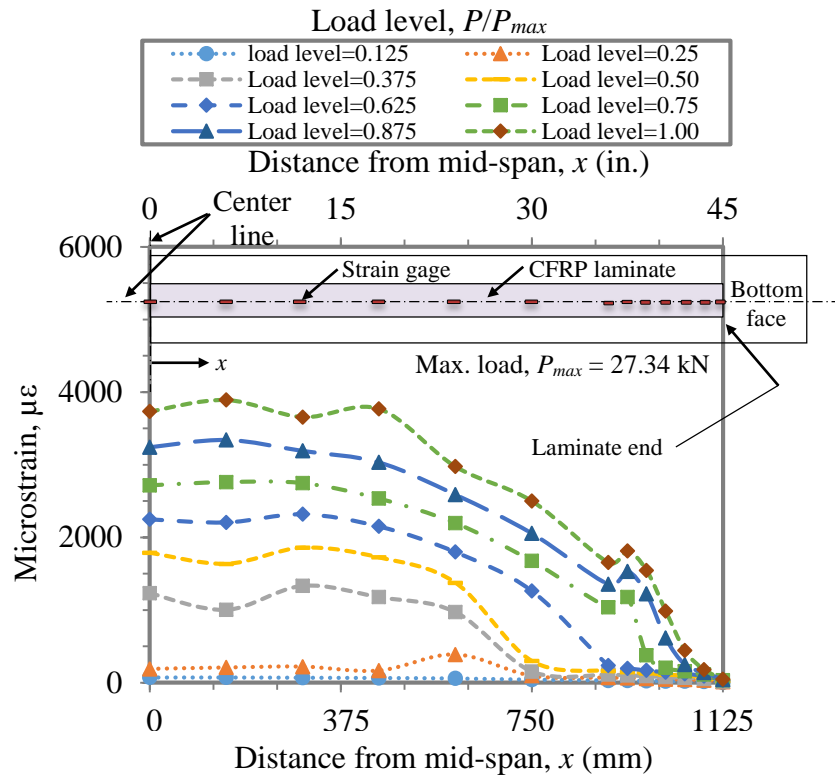 Load level, P/Pmax
load level=0.125 Load level=0.25
Load level=0.375 Load level=0.50
Load level=0.625 Load level=0.75
Load level=0.875 Load level=1.00
Distance from mid-span, x (in.)
0 15 30 45
Center
line
6000
Strain gage CFRP laminate
Bottom
face
x
Max. load, Pmax = 27.34 kN
4000
Laminate end
Microstrain, με
2000
0
0 375 750 1125
Distance from mid-span, x (mm)